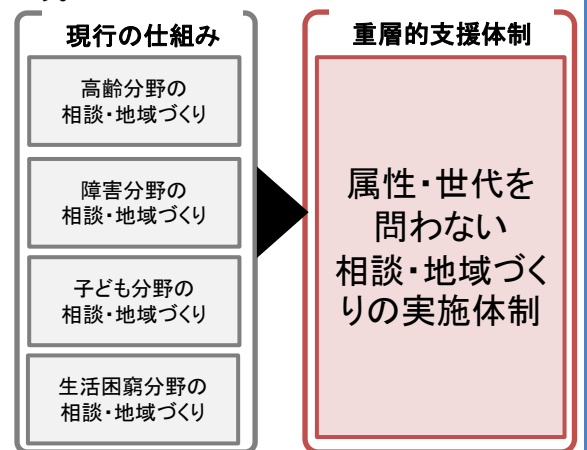 現行の仕組み
高齢分野の
相談・地域づくり
障害分野の
相談・地域づくり
子ども分野の
相談・地域づくり
生活困窮分野の
相談・地域づくり
重層的支援体制
属性・世代を
問わない
相談・地域づく
りの実施体制